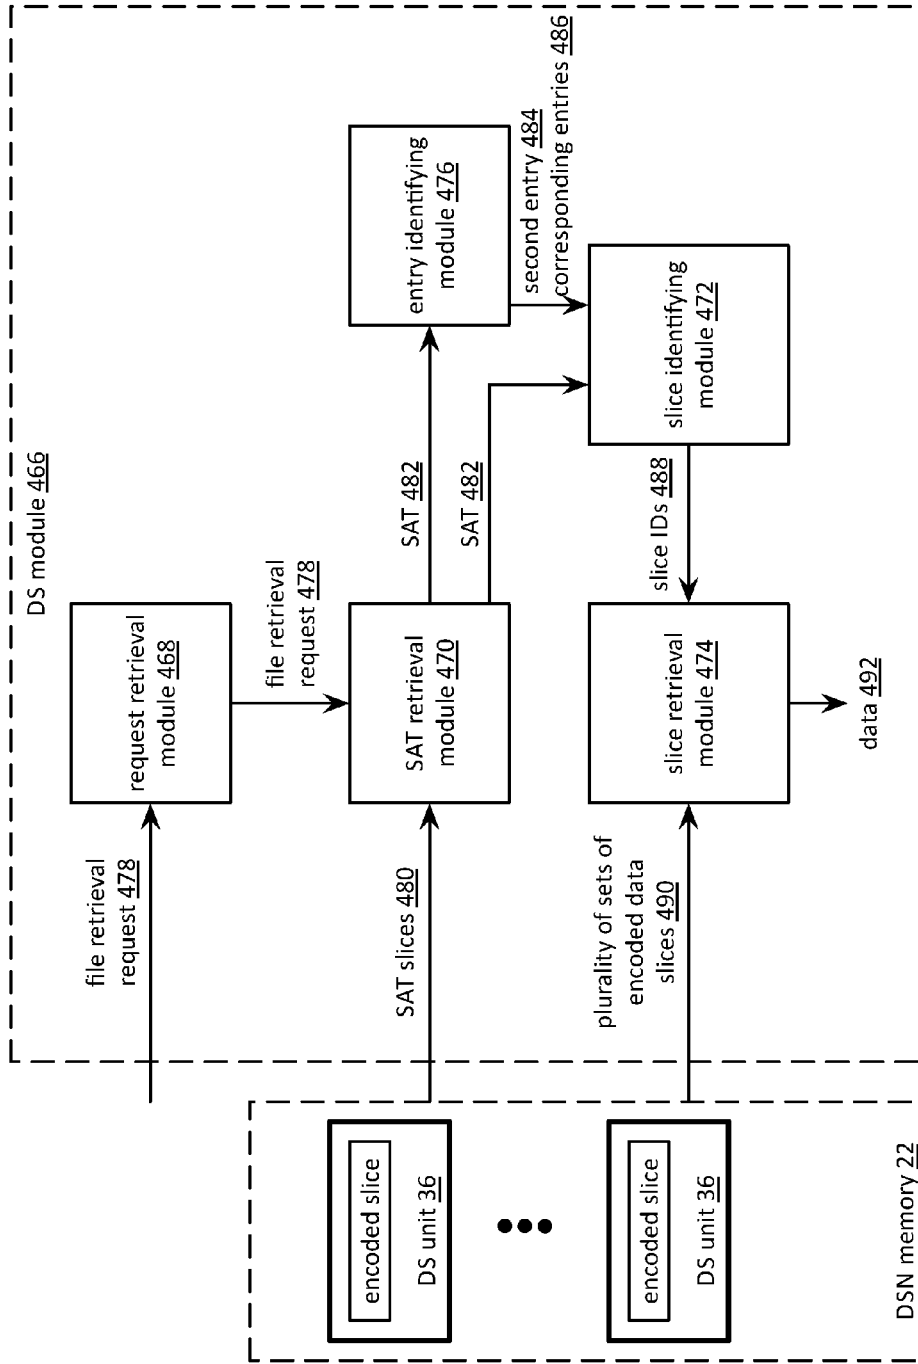 DS module 466
file retrieval
request 478
request retrieval
module 468
file retrieval
request 478
SAT slices 480
SAT retrieval
module 470
SAT 482
SAT 482
entry identifying
module 476
second entry 484
corresponding entries 486
slice identifying
module 472
slice IDs 488
slice retrieval
module 474
plurality of sets of
encoded data
slices 490
data 492
encoded slice
DS unit 36
encoded slice
DS unit 36
DSN memory 22